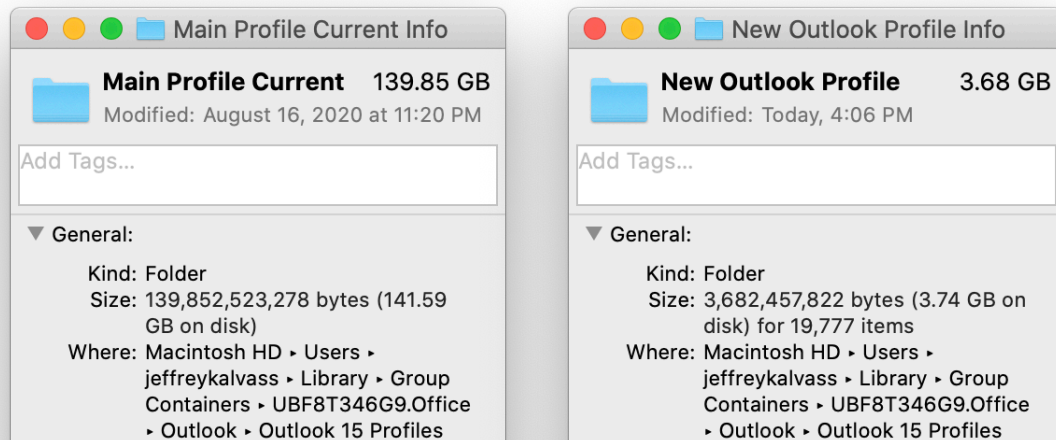 Main Profile Current Info
Main Profile Current 139.85 GB
Modified: August 16, 2020 at 11:20 PM
Add Tags...
▼ General:
Kind: Folder
Size: 139,852,523,278 bytes (141.59
GB on disk)
Where: Macintosh HD ▸ Users ▸
jeffreykalvass ▸ Library ▸ Group
Containers ▸ UBF8T346G9.Office
▸ Outlook ▸ Outlook 15 Profiles
New Outlook Profile Info
New Outlook Profile 3.68 GB
Modified: Today, 4:06 PM
Add Tags...
▼ General:
Kind: Folder
Size: 3,682,457,822 bytes (3.74 GB on
disk) for 19,777 items
Where: Macintosh HD ▸ Users ▸
jeffreykalvass ▸ Library ▸ Group
Containers ▸ UBF8T346G9.Office
▸ Outlook ▸ Outlook 15 Profiles